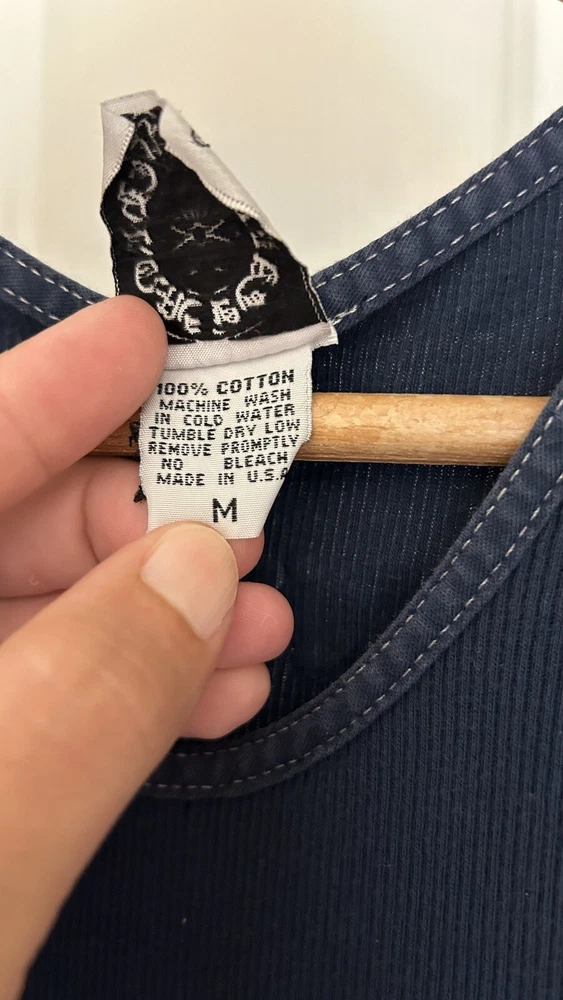 100% COTTON
MACHINE WASH
IN COLD WATER
TUMBLE DRY LOW
REMOVE PROMPTLY
NO BLEACH
MADE IN U.S.A
M